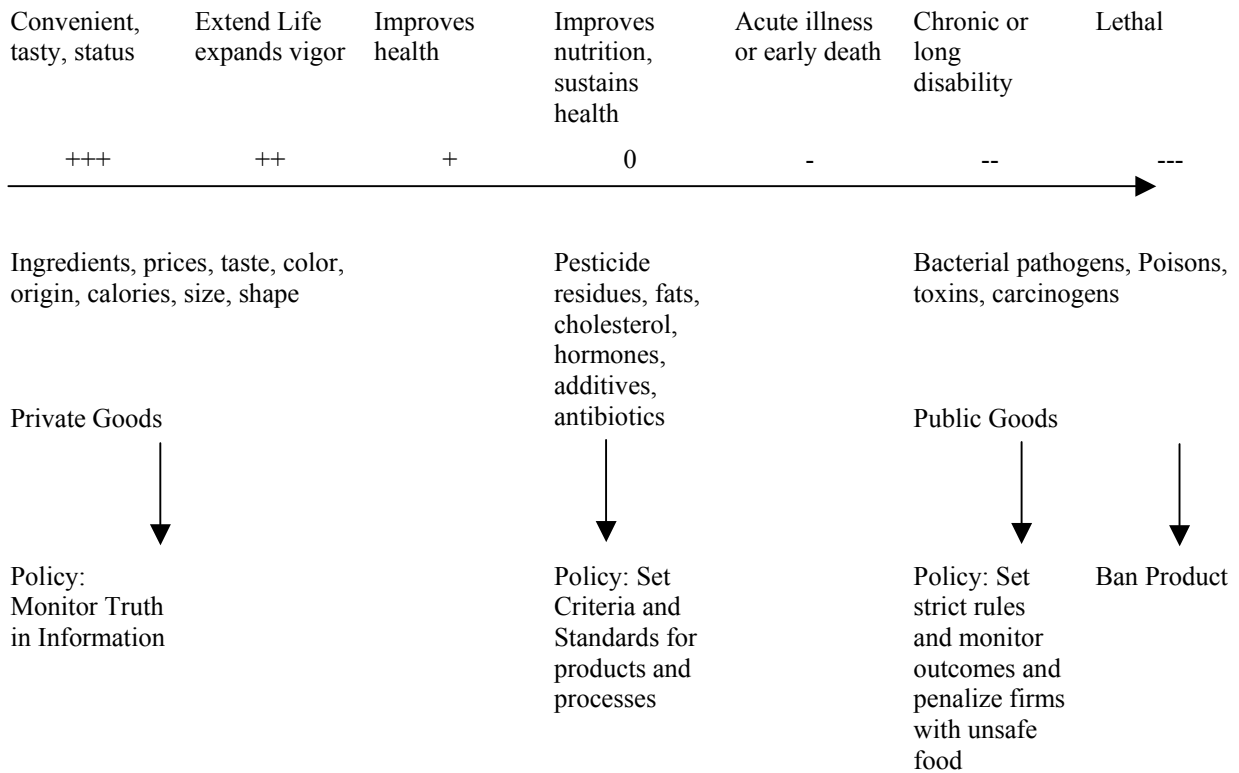 Convenient,
tasty, status
Extend Life
expands vigor
Improves
health
Improves
nutrition,
sustains
health
Acute illness
or early death
Chronic or
long
disability
Lethal
+++
++
+
0
-
--
---
Ingredients, prices, taste, color,
origin, calories, size, shape
Pesticide
residues, fats,
cholesterol,
hormones,
additives,
antibiotics
Bacterial pathogens, Poisons,
toxins, carcinogens
Private Goods
Public Goods
Policy:
Monitor Truth
in Information
Policy: Set
Criteria and
Standards for
products and
processes
Policy: Set
strict rules
and monitor
outcomes and
penalize firms
with unsafe
food
Ban Product